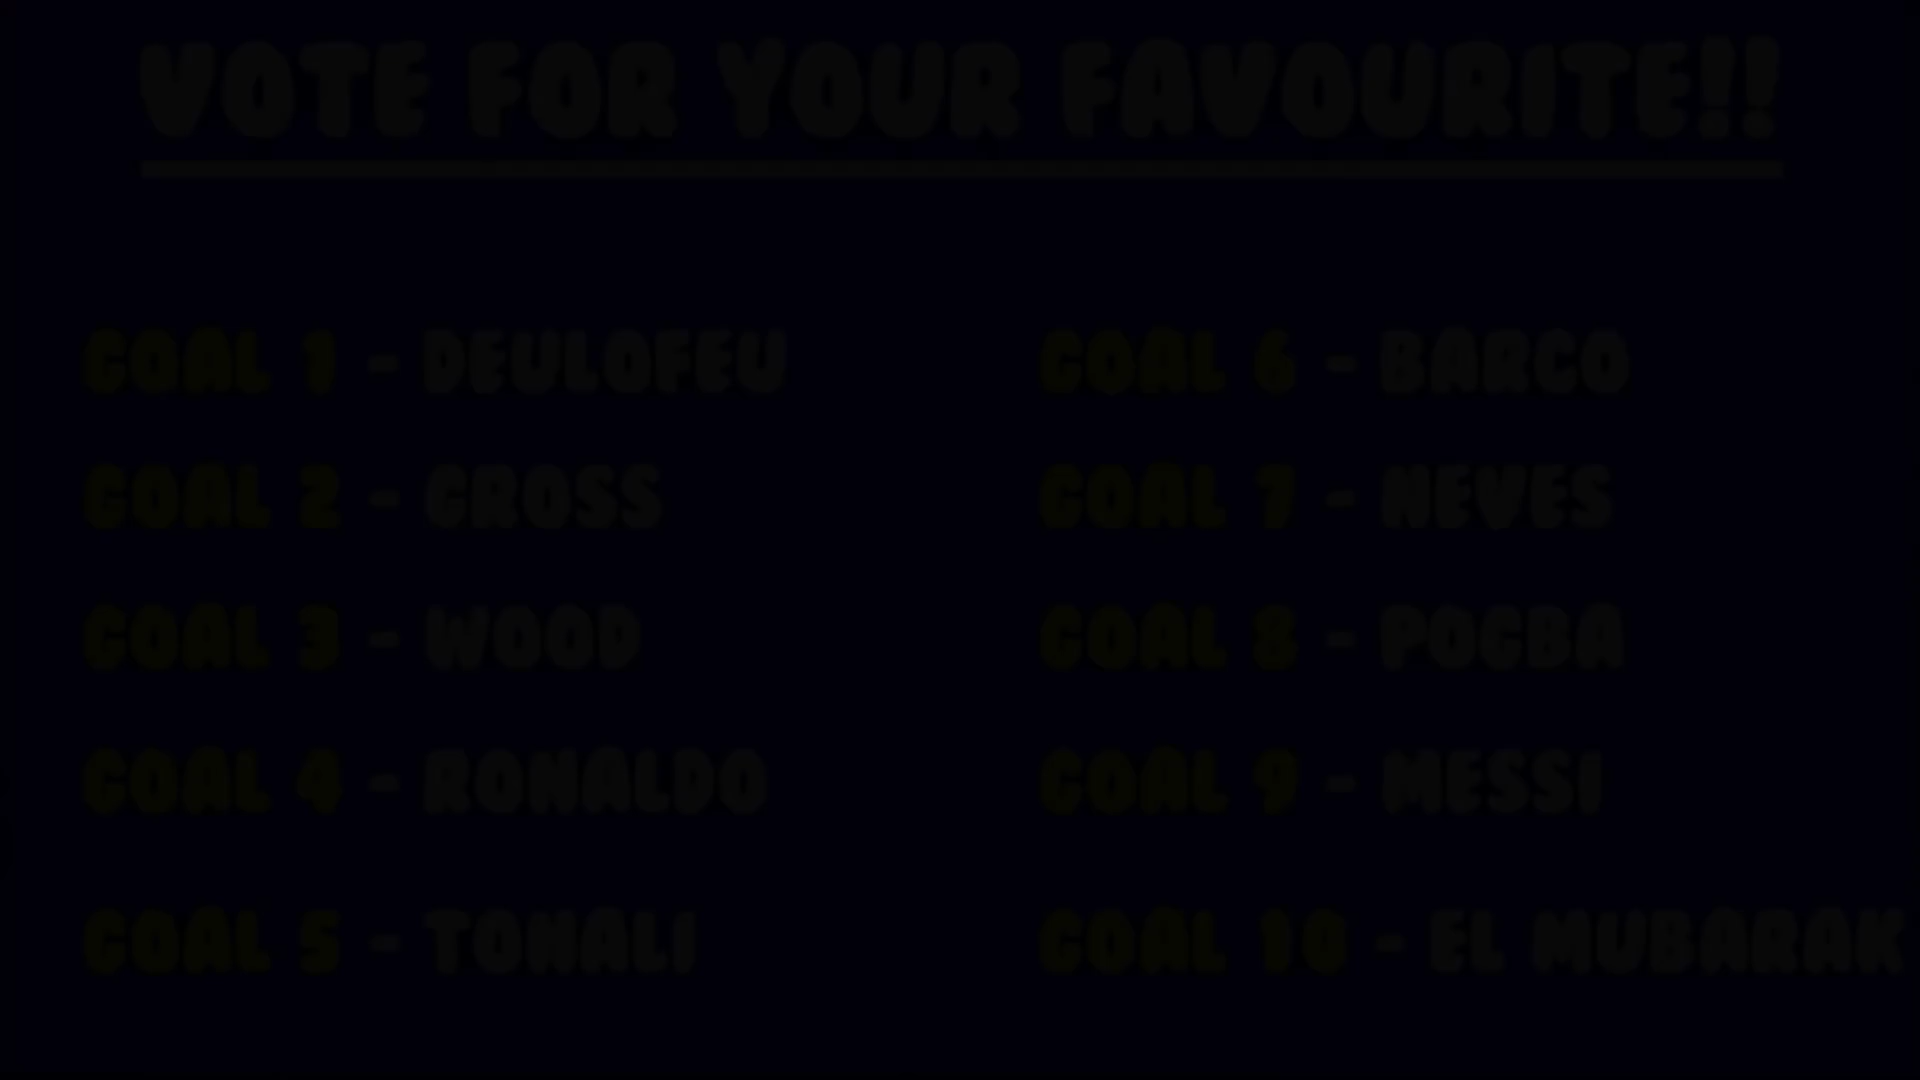 VOTE FOR YOUR FAVOURITE!!
GOAL 1 - DEULOFEU
GOAL 2 - GROSS
GOAL 3 - WOOD
GOAL 4 - RONALDO
GOAL 5 - TONALI
GOAL 6 - BARCO
GOAL 7 - NEVES
GOAL 8 - POGBA
GOAL 9 - MESSI
GOAL 10 - EL MUBARAK